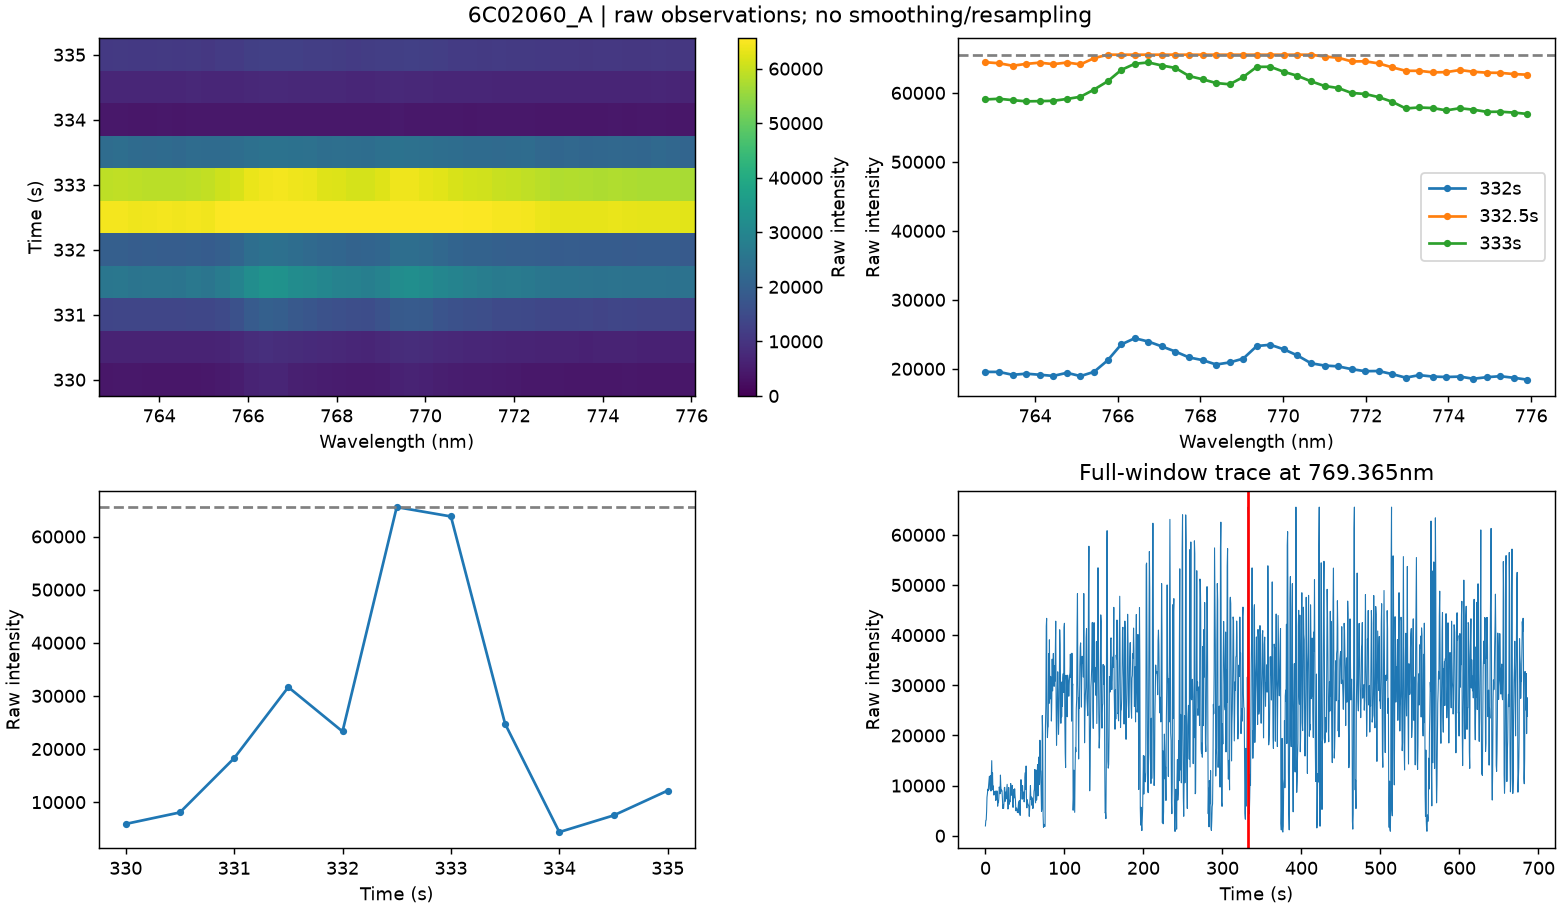 6C02060_A | raw observations; no smoothing/resampling
335
334
333
332
331
330
Time (s)
764 766 768 770 772 774 776
Wavelength (nm)
60000
50000
40000
30000
20000
10000
0
Raw intensity
60000
50000
40000
30000
20000
Raw intensity
332s
332.5s
333s
764 766 768 770 772 774 776
Wavelength (nm)
60000
50000
40000
30000
20000
10000
Raw intensity
330 331 332 333 334 335
Time (s)
Full-window trace at 769.365nm
60000
50000
40000
30000
20000
10000
0
Raw intensity
0 100 200 300 400 500 600 700
Time (s)